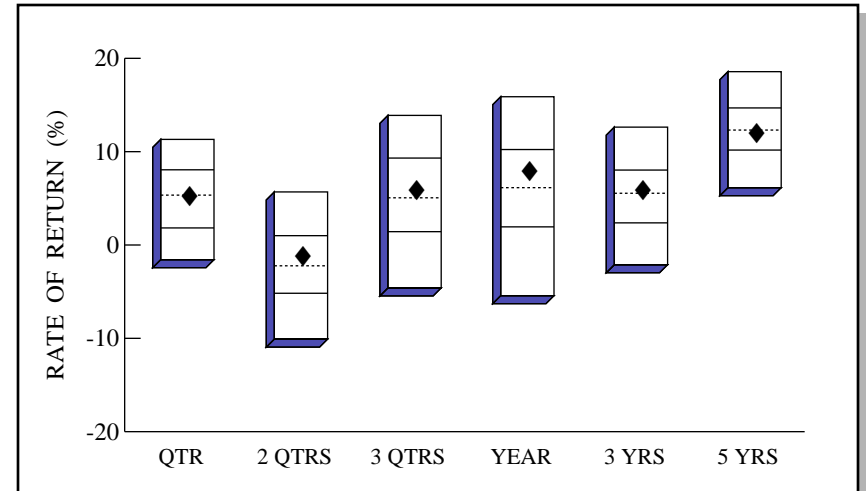 20
10
0
-10
-20
RATE OF RETURN (%)
QTR 2 QTRS 3 QTRS YEAR 3 YRS 5 YRS